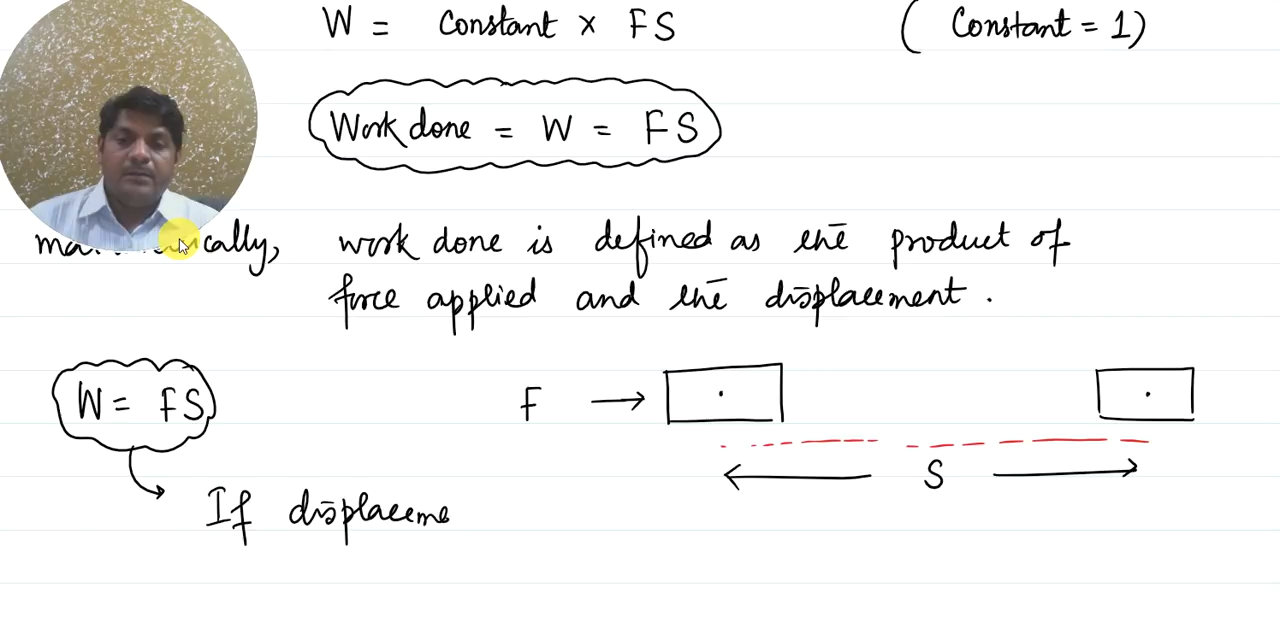 W = Constant × FS ( Constant = 1)
Work done = W = FS
work done is defined as the product of
force applied and the displacement.
W = FS F
S
If displaceme